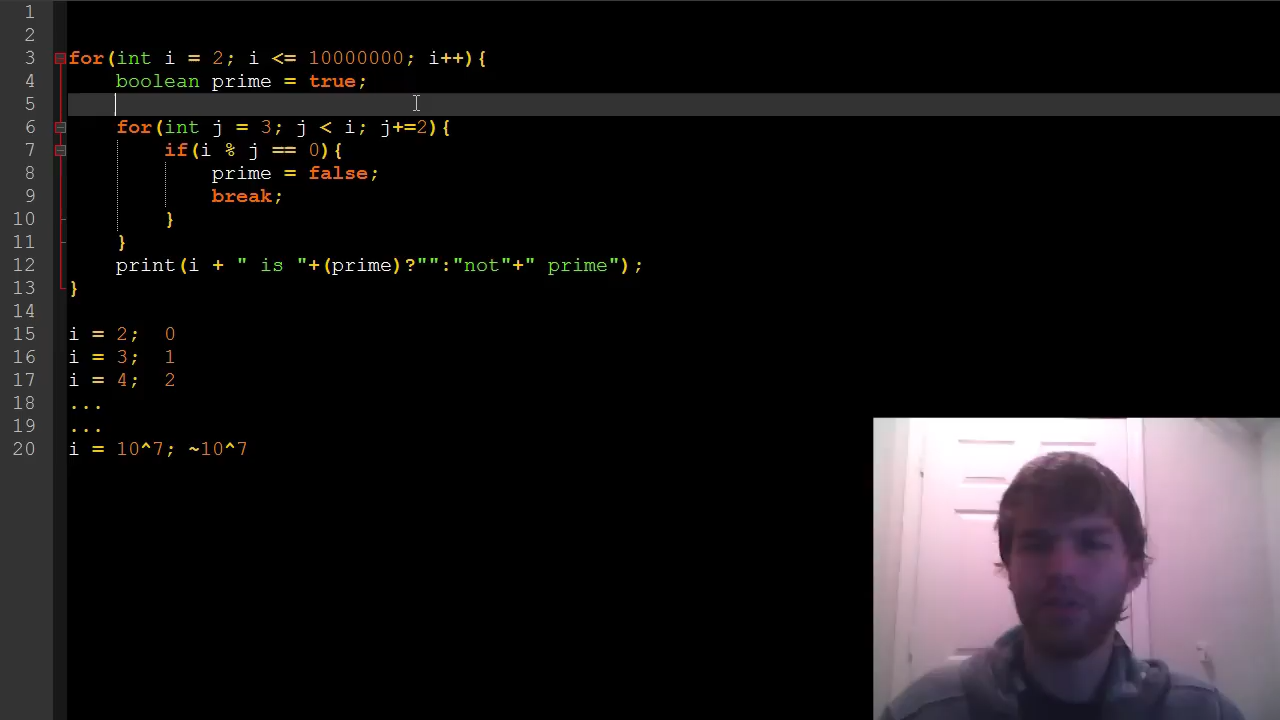 1
2
3 for(int i = 2; i <= 10000000; i++){
4 boolean prime = true;
5
6 for(int j = 3; j < i; j+=2){
7 if(i % j == 0){
8 prime = false;
9 break;
10 }
11 }
12 print(i + " is "+(prime)?"":"not"+" prime");
13 }
14
15 i = 2; 0
16 i = 3; 1
17 i = 4; 2
18 ...
19 ...
20 i = 10^7; ~10^7